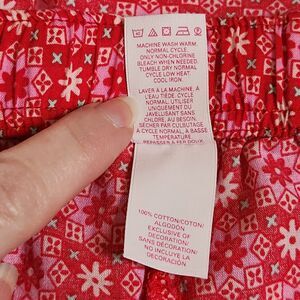 MACHINE WASH WARM,
NORMAL CYCLE.
ONLY NON-CHLORINE
BLEACH WHEN NEEDED.
TUMBLE DRY NORMAL
CYCLE LOW HEAT.
COOL IRON.
LAVER À LA MACHINE, À
L'EAU TIÈDE. CYCLE
NORMAL. UTILISER
UNIQUEMENT DU
JAVELLISANT SANS
CHLORE, AU BESOIN.
SÉCHER PAR CULBUTAGE
À CYCLE NORMAL, À BASSE
TEMPÉRATURE.
REPASSER À FER DOUX.
100% COTTON/COTON/
ALGODÓN
EXCLUSIVE OF
DECORATION/
SANS DÉCORATION/
NO INCLUYE
DECORACIÓN